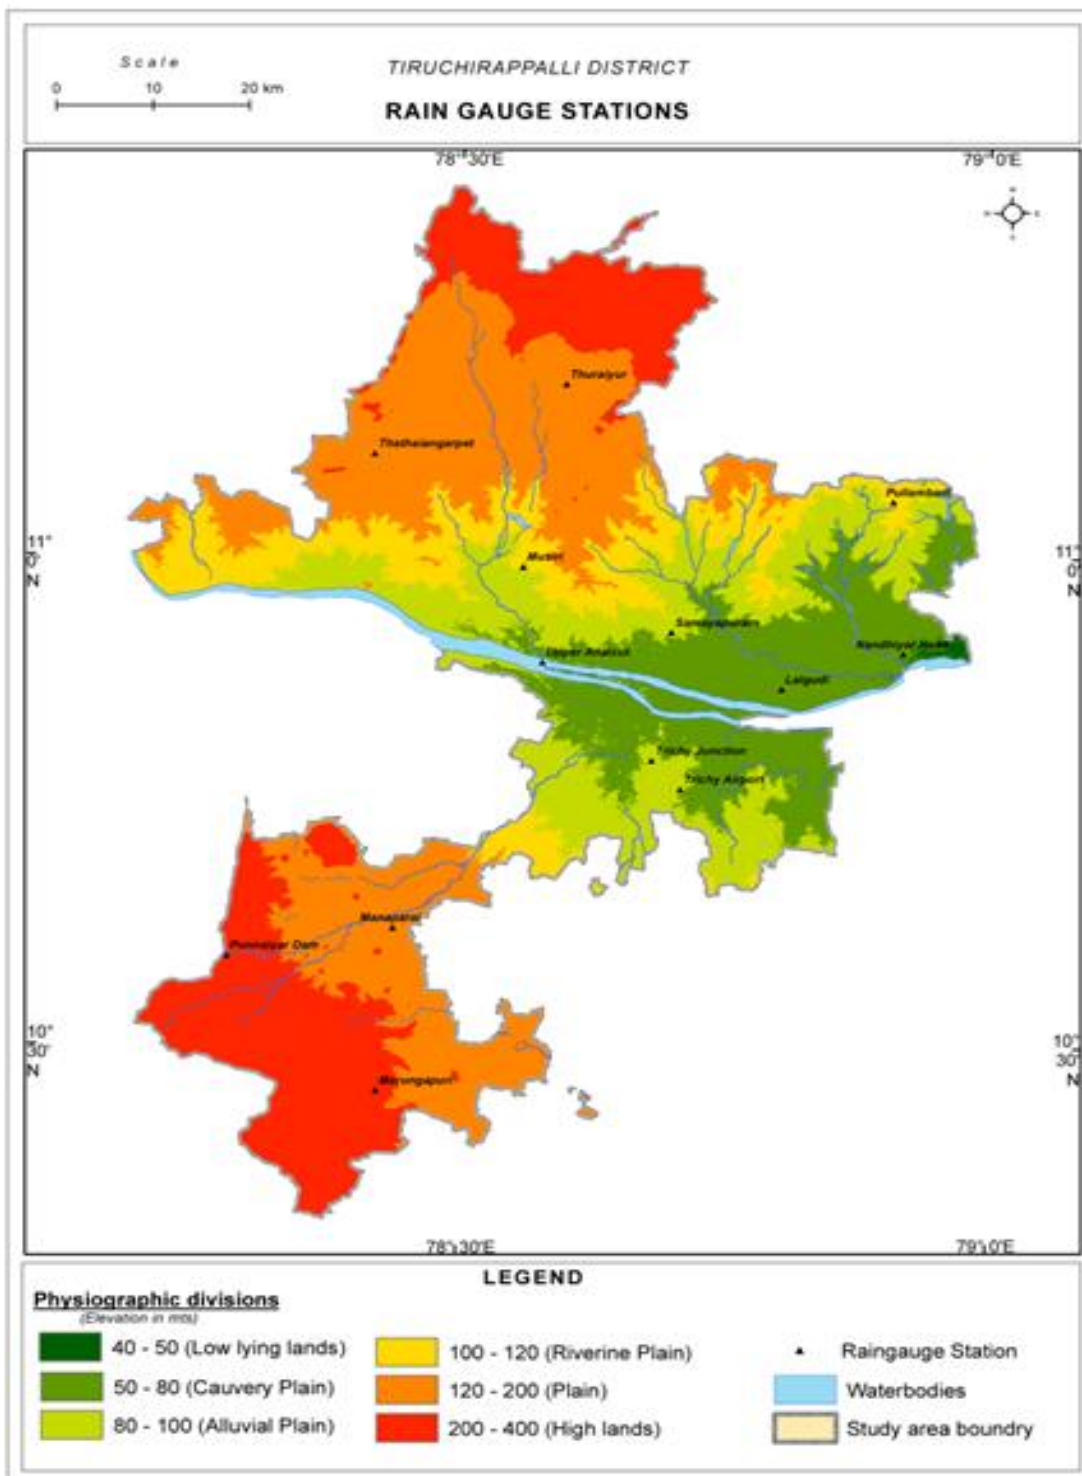 Scale
0 10 20 km
TIRUCHIRAPPALLI DISTRICT
RAIN GAUGE STATIONS
78°30'E 79°0'E
Thuraiyur
Thathaiangarpet
Pullambadi
11°
0'
N
11°
0'
N
Musiri
Samayapuram
Upper Anaicut
Nandhiyar Head
Lalgudi
Trichy Junction
Trichy Airport
Manaparai
Ponnaiyar Dam
10°
30'
N
10°
30'
N
Marungapuri
78°30'E 79°0'E
LEGEND
Physiographic divisions
(Elevation in mts)
40 - 50 (Low lying lands)
50 - 80 (Cauvery Plain)
80 - 100 (Alluvial Plain)
100 - 120 (Riverine Plain)
120 - 200 (Plain)
200 - 400 (High lands)
Raingauge Station
Waterbodies
Study area boundry